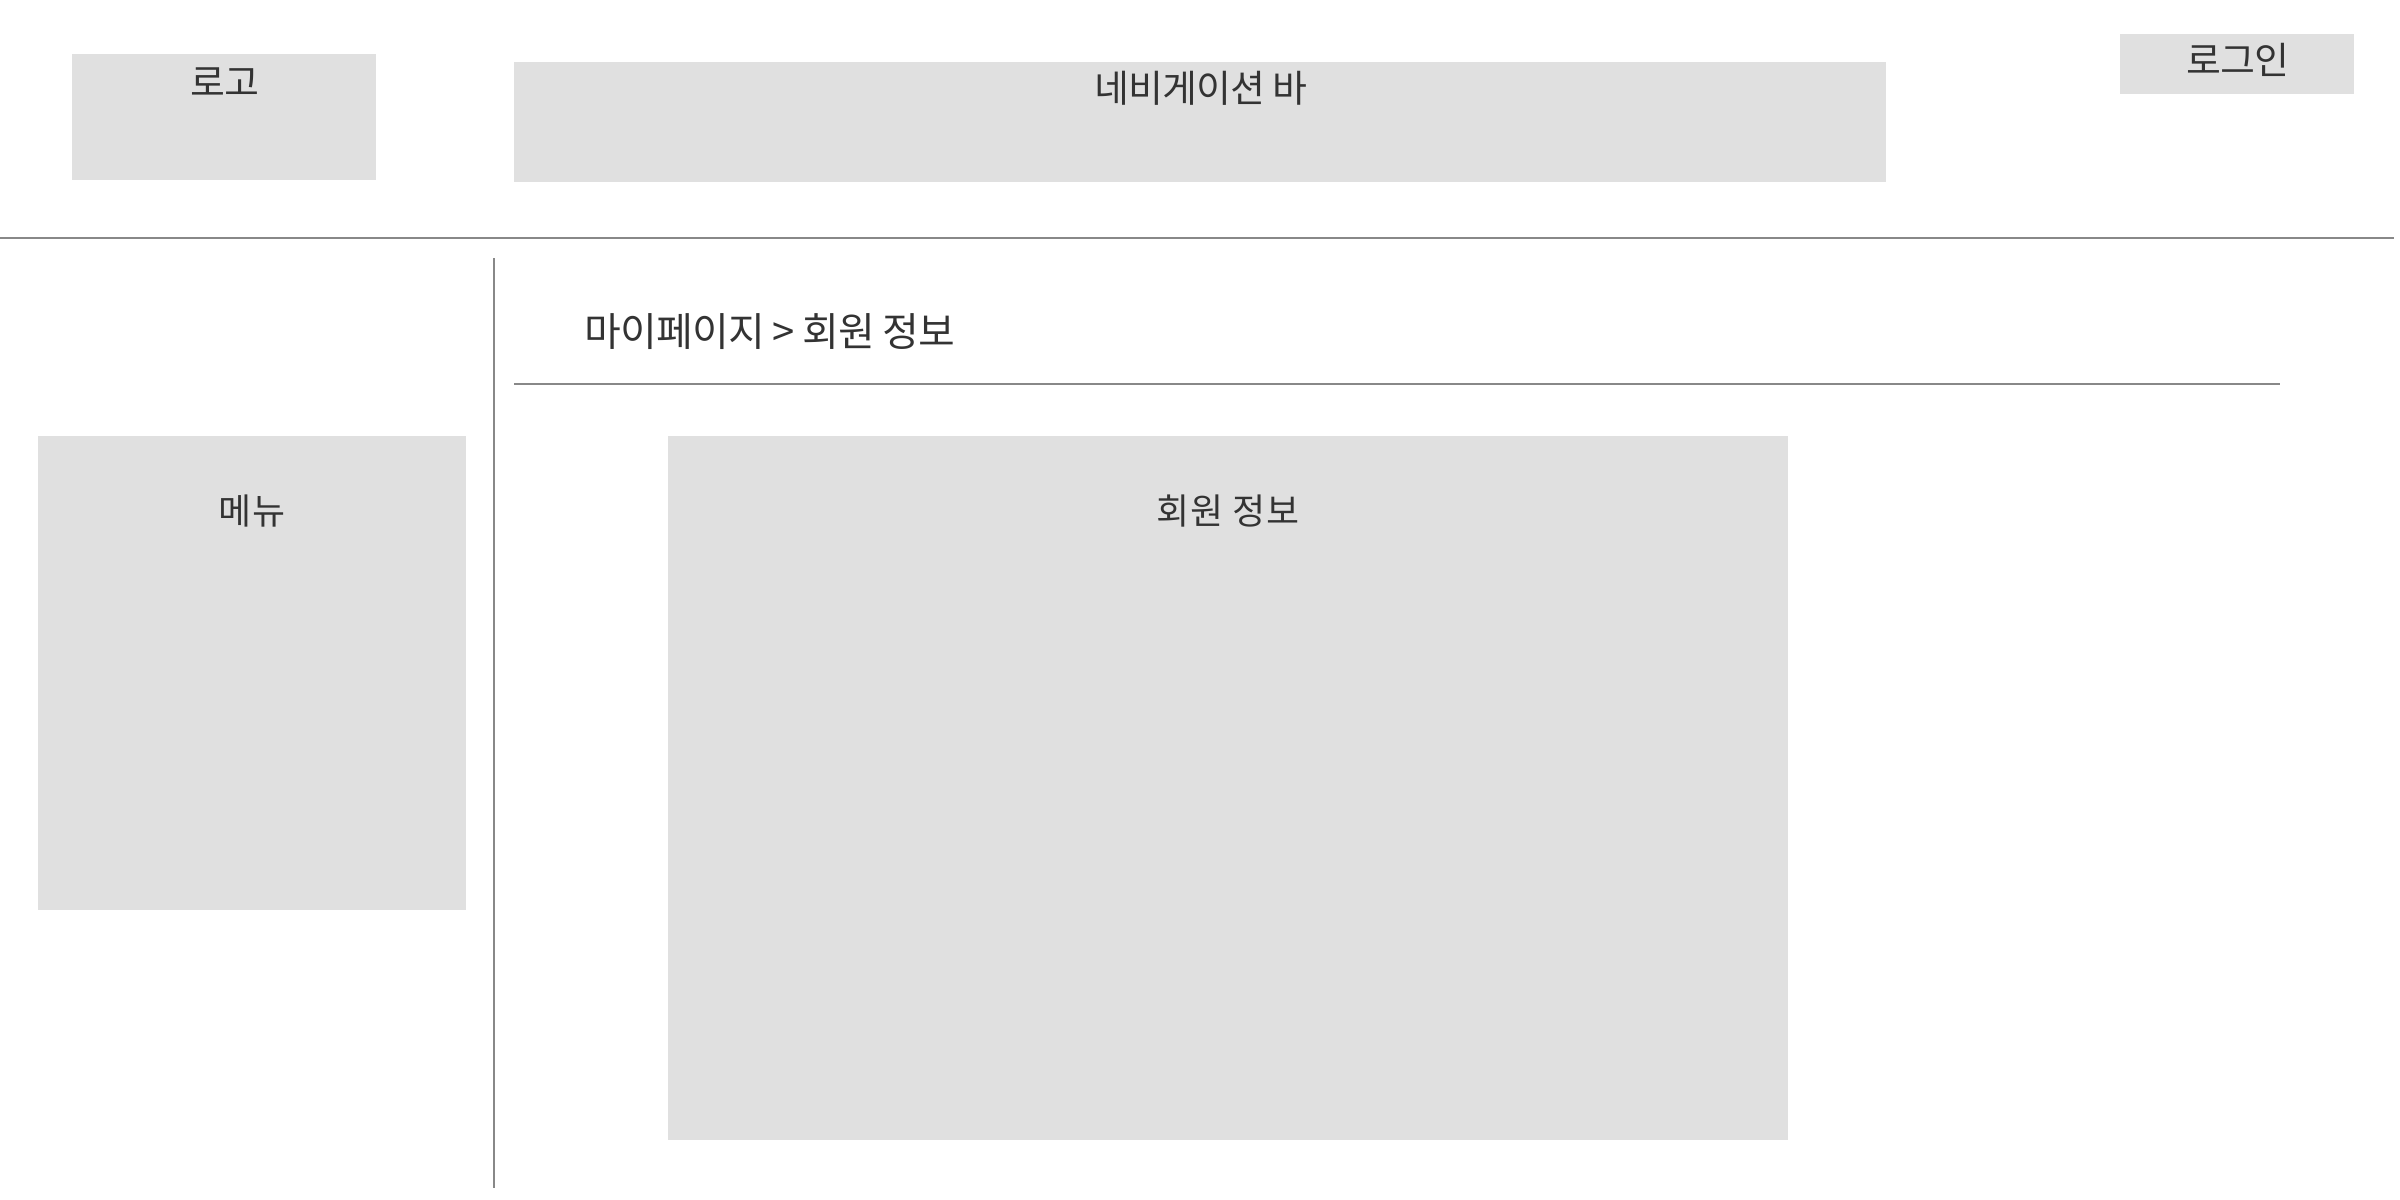 로고
네비게이션 바
로그인
마이페이지 > 회원 정보
메뉴
회원 정보